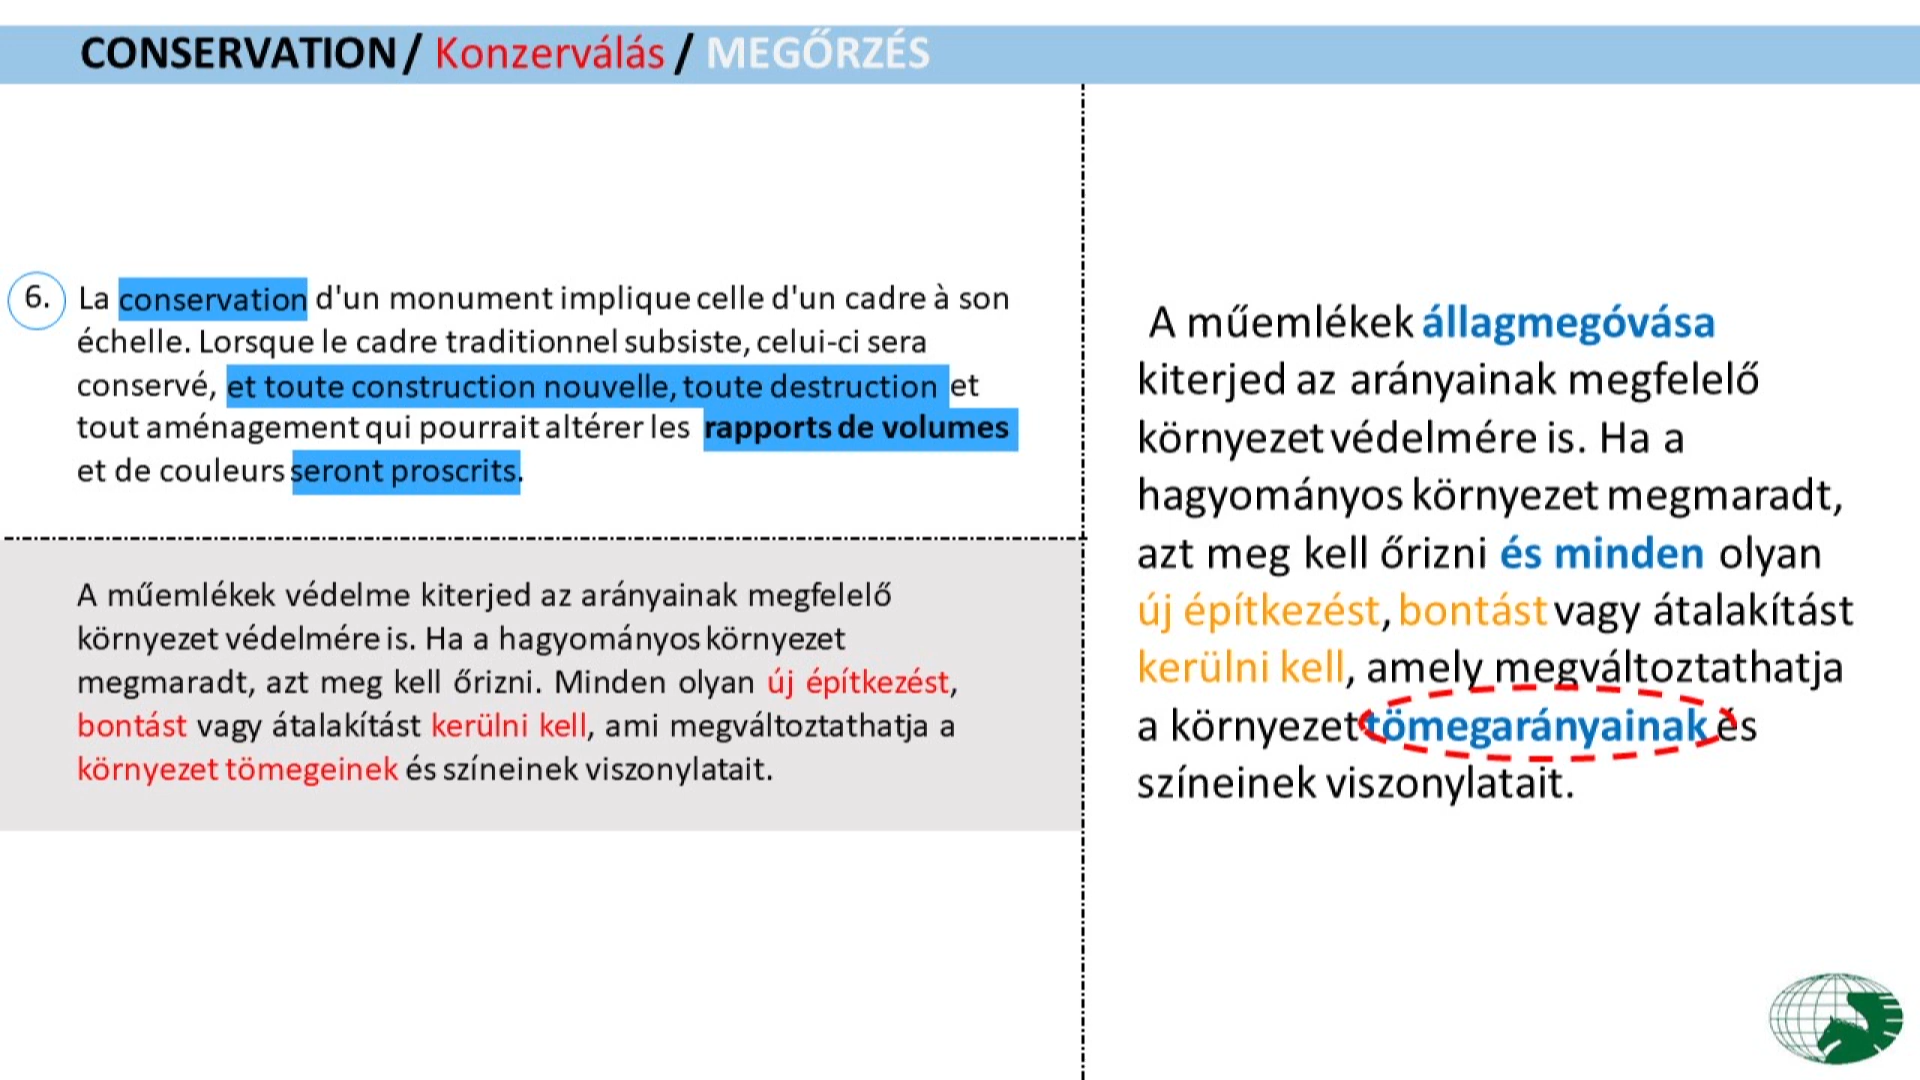 CONSERVATION/ Konzerválás / MEGŐRZÉS
6. La conservation d'un monument implique celle d'un cadre à son
échelle. Lorsque le cadre traditionnel subsiste, celui-ci sera
conservé, et toute construction nouvelle, toute destruction et
tout aménagement qui pourrait altérer les rapports de volumes
et de couleurs seront proscrits.
A műemlékek védelme kiterjed az arányainak megfelelő
környezet védelmére is. Ha a hagyományos környezet
megmaradt, azt meg kell őrizni. Minden olyan új építkezést,
bontást vagy átalakítást kerülni kell, ami megváltoztathatja a
környezet tömegeinek és színeinek viszonylatait.
A műemlékek állagmegóvása
kiterjed az arányainak megfelelő
környezet védelmére is. Ha a
hagyományos környezet megmaradt,
azt meg kell őrizni és minden olyan
új építkezést, bontást vagy átalakítást
kerülni kell, amely megváltoztathatja
a környezet tömegarányainak és
színeinek viszonylatait.